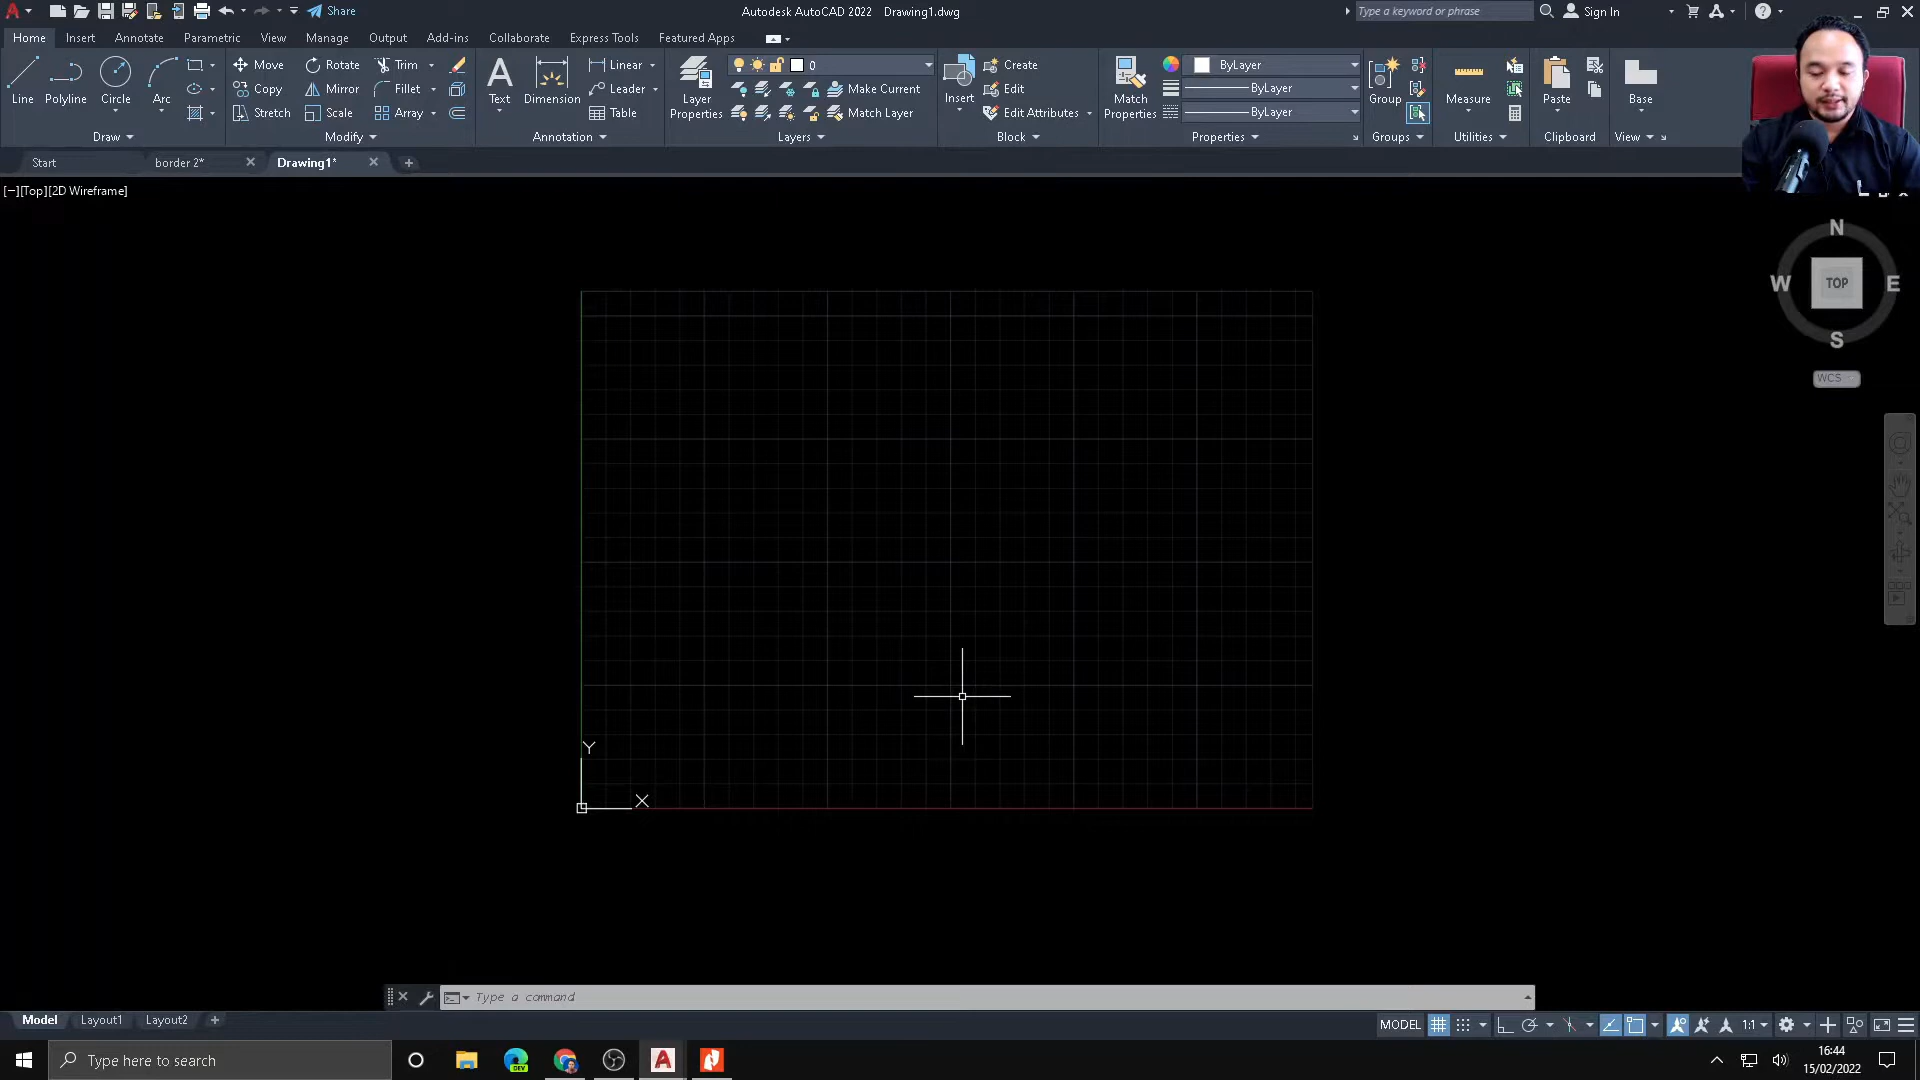 Share
Autodesk AutoCAD 2022 Drawing1.dwg
Type a keyword or phrase
Sign In
Home Insert Annotate Parametric View Manage Output Add-ins Collaborate Express Tools Featured Apps
Line Polyline Circle Arc
Move Rotate Trim
Copy Mirror Fillet
Stretch Scale Array
Text Dimension
Linear
Leader
Table
Layer Properties
0
Make Current
Match Layer
Insert
Create
Edit
Edit Attributes
Match Properties
ByLayer
ByLayer
ByLayer
Group
Measure
Paste
Base
Draw Modify Annotation Layers Block Properties Groups Utilities Clipboard View
Start border 2* Drawing1*
[−][Top][2D Wireframe]
N
W TOP E
S
WCS
Y
X
Type a command
Model Layout1 Layout2
MODEL 1:1
Type here to search
16:44
15/02/2022